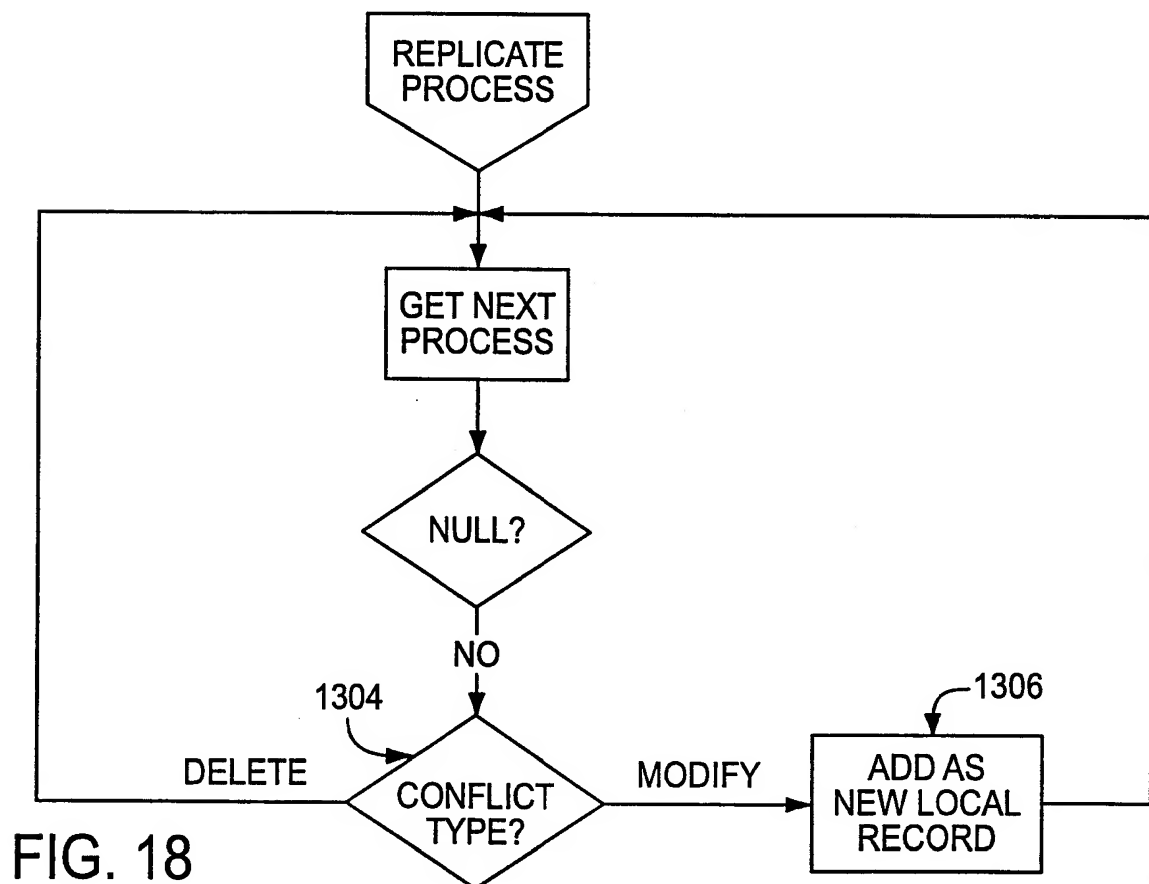 REPLICATE
PROCESS
GET NEXT
PROCESS
NULL?
NO
1304
1306
DELETE
CONFLICT
TYPE?
MODIFY
ADD AS
NEW LOCAL
RECORD
FIG. 18